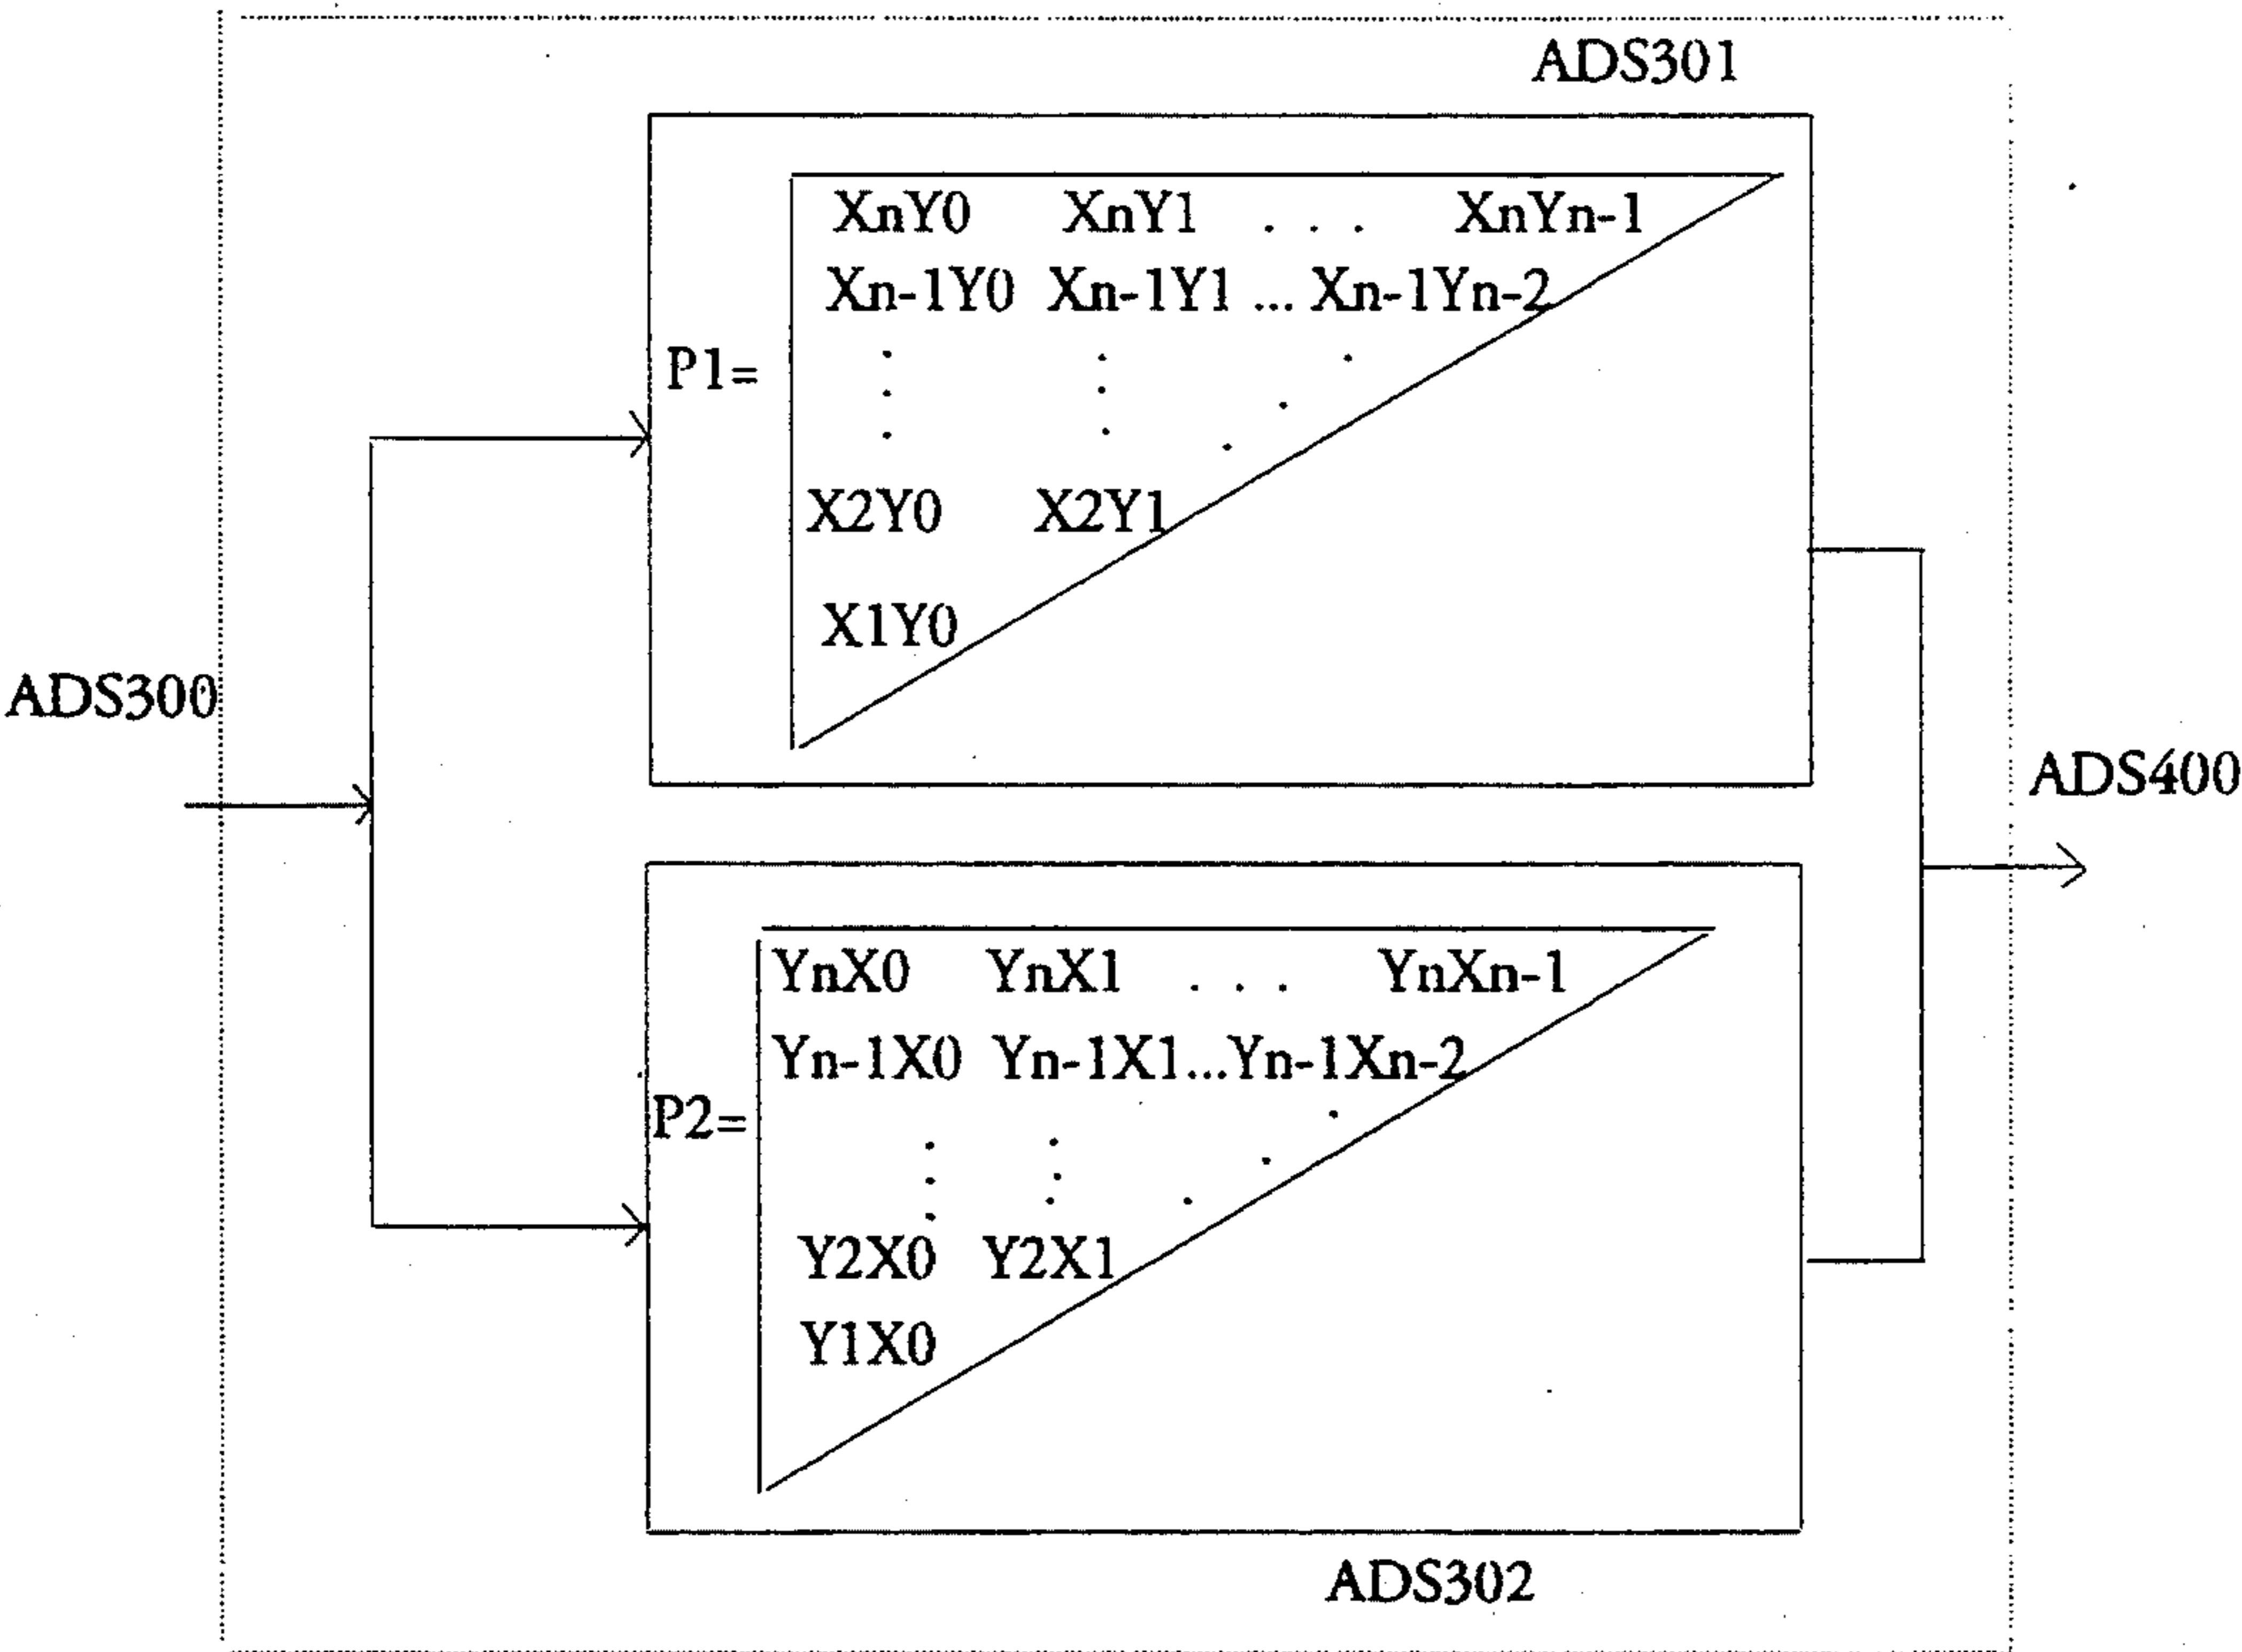 ADS301
XnY0 XnY1 . . . XnYn-1
Xn-1Y0 Xn-1Y1 ... Xn-1Yn-2
P1=
X2Y0 X2Y1
X1Y0
ADS300
ADS400
YnX0 YnX1 . . . YnXn-1
Yn-1X0 Yn-1X1...Yn-1Xn-2
P2=
Y2X0 Y2X1
Y1X0
ADS302